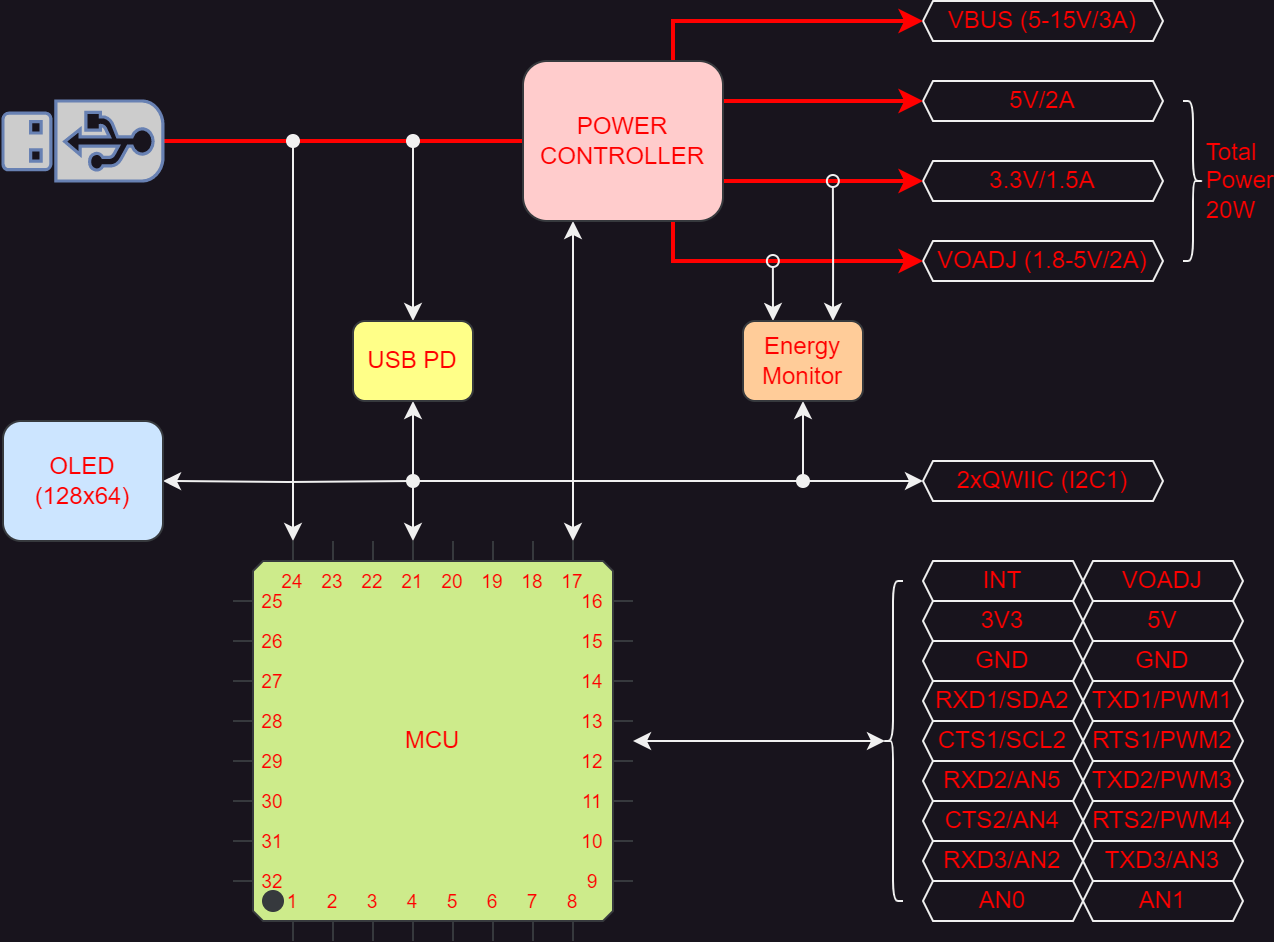 VBUS (5-15V/3A)
POWER
CONTROLLER
5V/2A
3.3V/1.5A
VOADJ (1.8-5V/2A)
Total
Power
20W
USB PD
Energy
Monitor
OLED
(128x64)
2xQWIIC (I2C1)
24 23 22 21 20 19 18 17
25
26
27
28
29
30
31
32
MCU
16
15
14
13
12
11
10
9
1 2 3 4 5 6 7 8
INT VOADJ
3V3 5V
GND GND
RXD1/SDA2 TXD1/PWM1
CTS1/SCL2 RTS1/PWM2
RXD2/AN5 TXD2/PWM3
CTS2/AN4 RTS2/PWM4
RXD3/AN2 TXD3/AN3
AN0 AN1